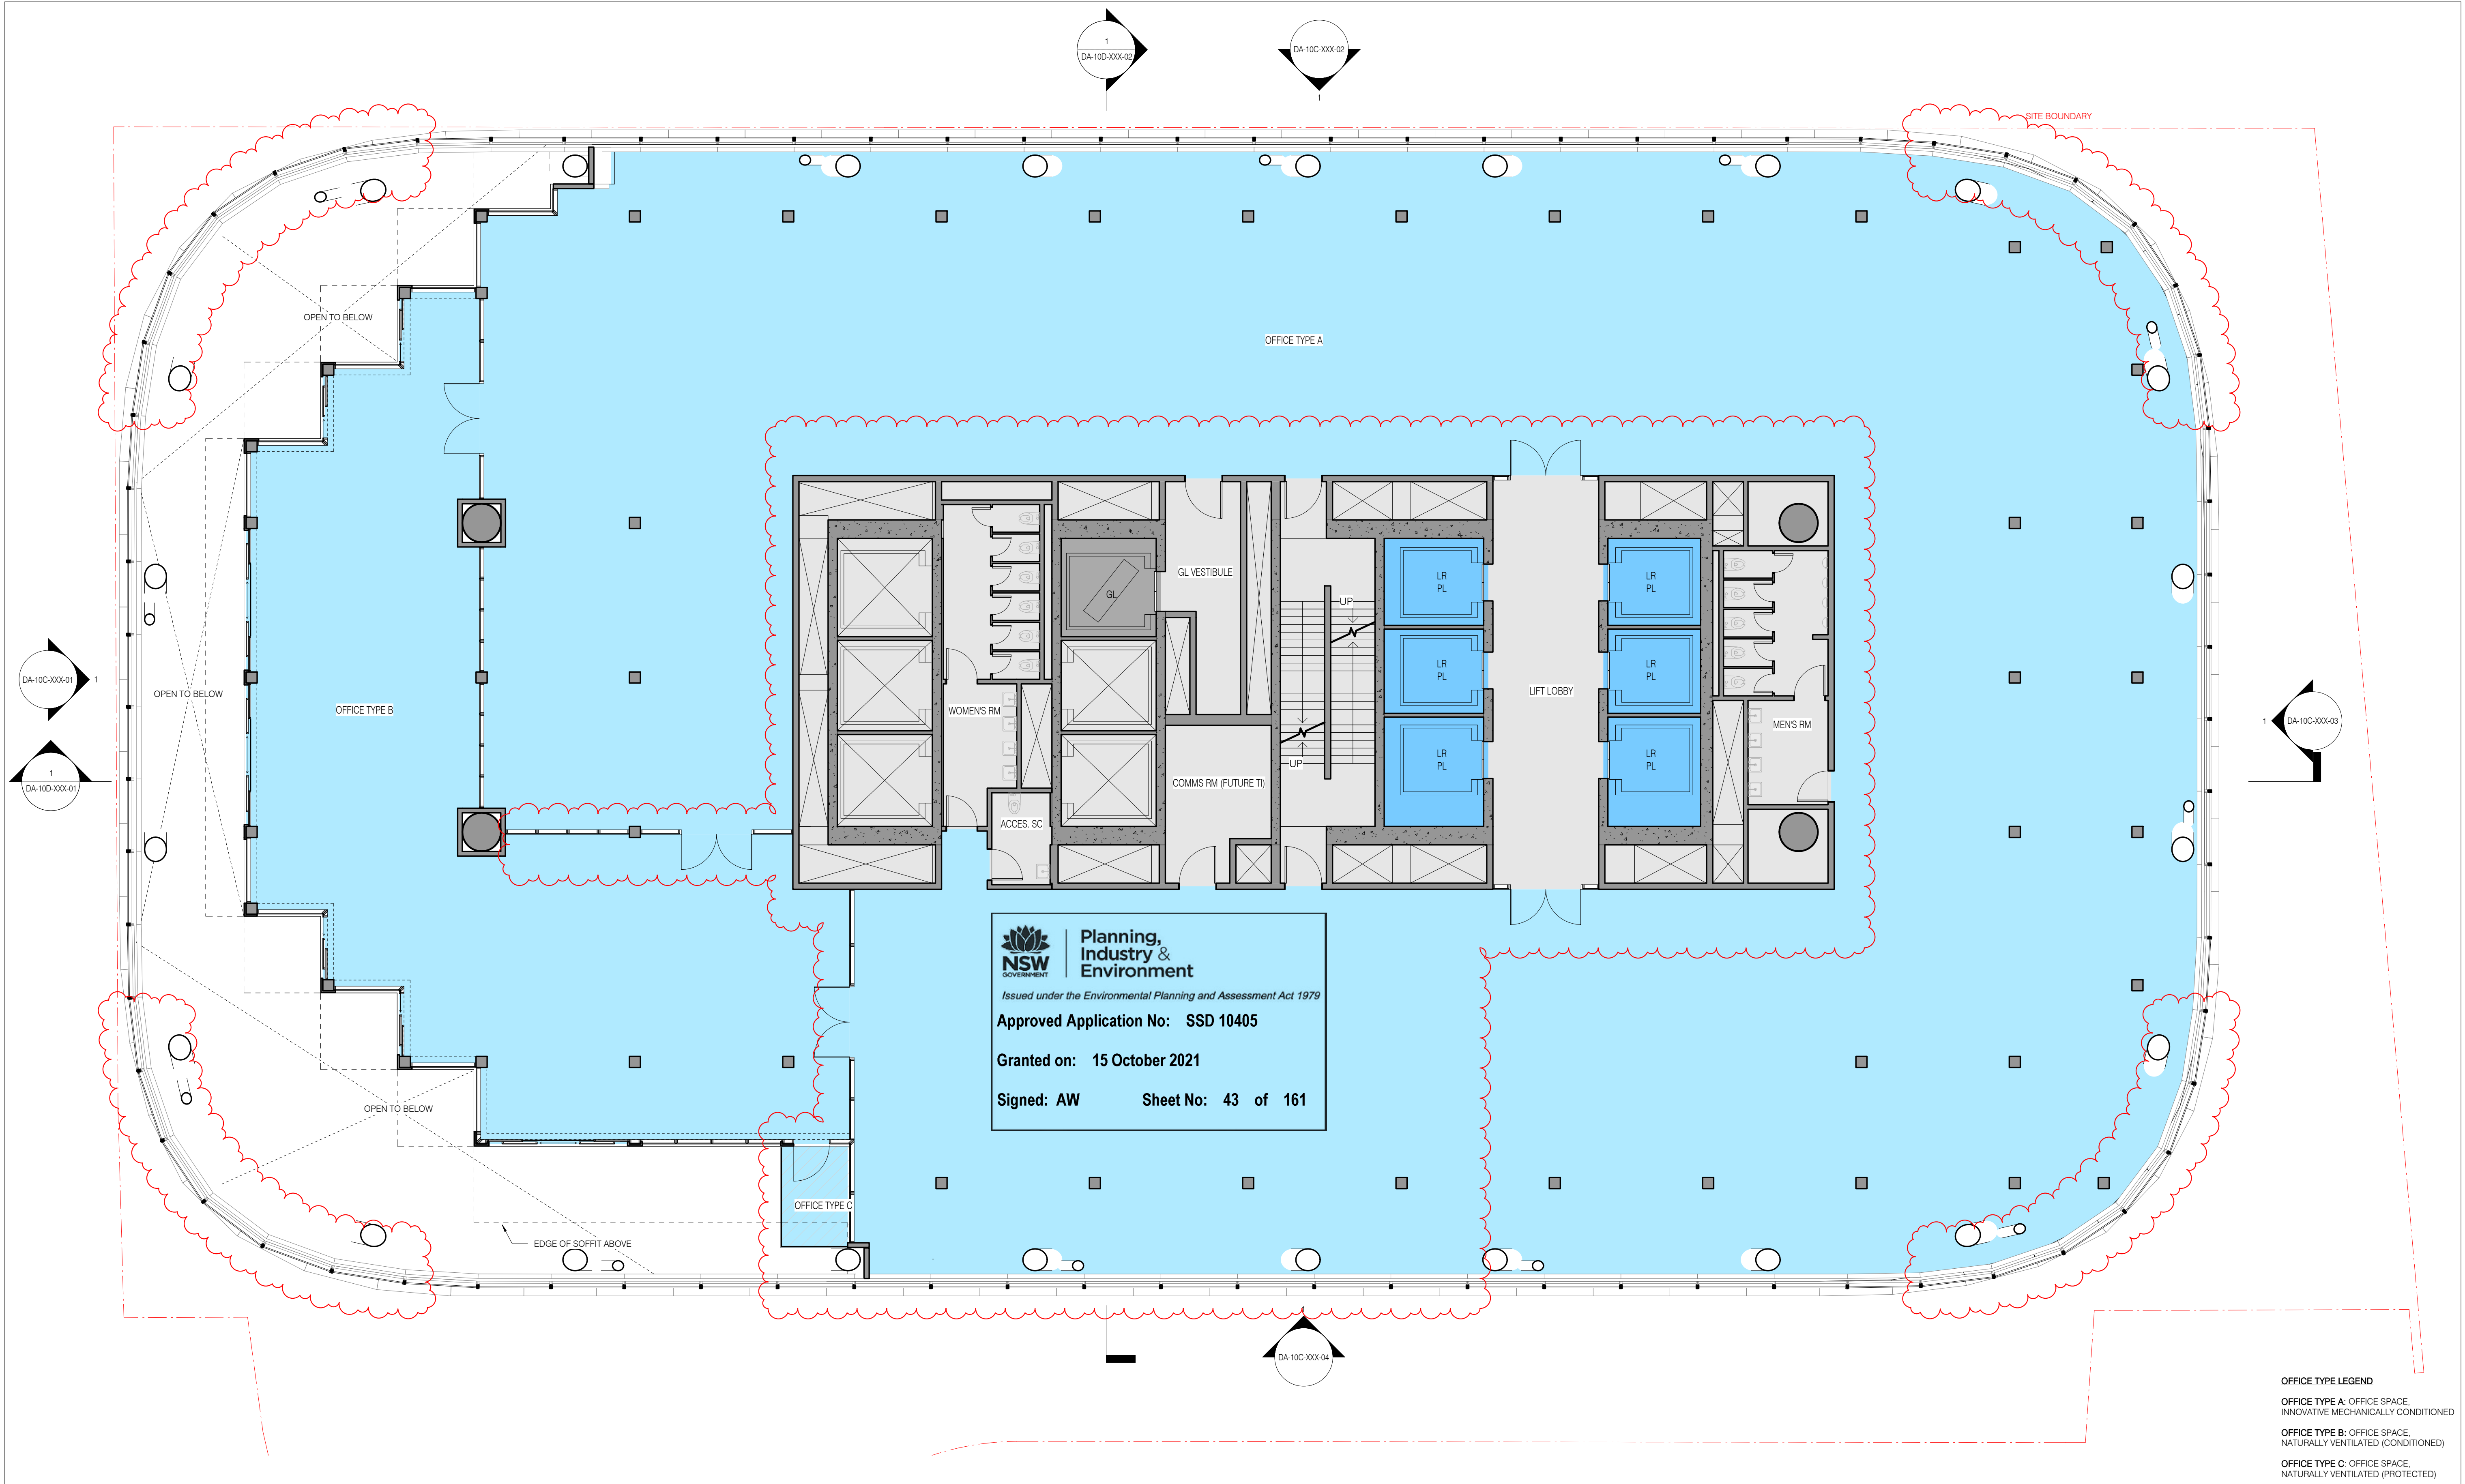 1
DA-10D-XXX-02
DA-10C-XXX-02
1
SITE BOUNDARY
OPEN TO BELOW
OFFICE TYPE A
GL VESTIBULE
GL
UP
LR
PL
LR
PL
LR
PL
LR
PL
LR
PL
LR
PL
LIFT LOBBY
DA-10C-XXX-01
1
OPEN TO BELOW
OFFICE TYPE B
WOMEN'S RM
MEN'S RM
1
DA-10C-XXX-03
1
DA-10D-XXX-01
UP
COMMS RM (FUTURE TI)
ACCES. SC
NSW
GOVERNMENT
Planning,
Industry &
Environment
Issued under the Environmental Planning and Assessment Act 1979
Approved Application No: SSD 10405
Granted on: 15 October 2021
Signed: AW Sheet No: 43 of 161
OPEN TO BELOW
OFFICE TYPE C
EDGE OF SOFFIT ABOVE
1
DA-10C-XXX-04
OFFICE TYPE LEGEND
OFFICE TYPE A: OFFICE SPACE,
INNOVATIVE MECHANICALLY CONDITIONED
OFFICE TYPE B: OFFICE SPACE,
NATURALLY VENTILATED (CONDITIONED)
OFFICE TYPE C: OFFICE SPACE,
NATURALLY VENTILATED (PROTECTED)